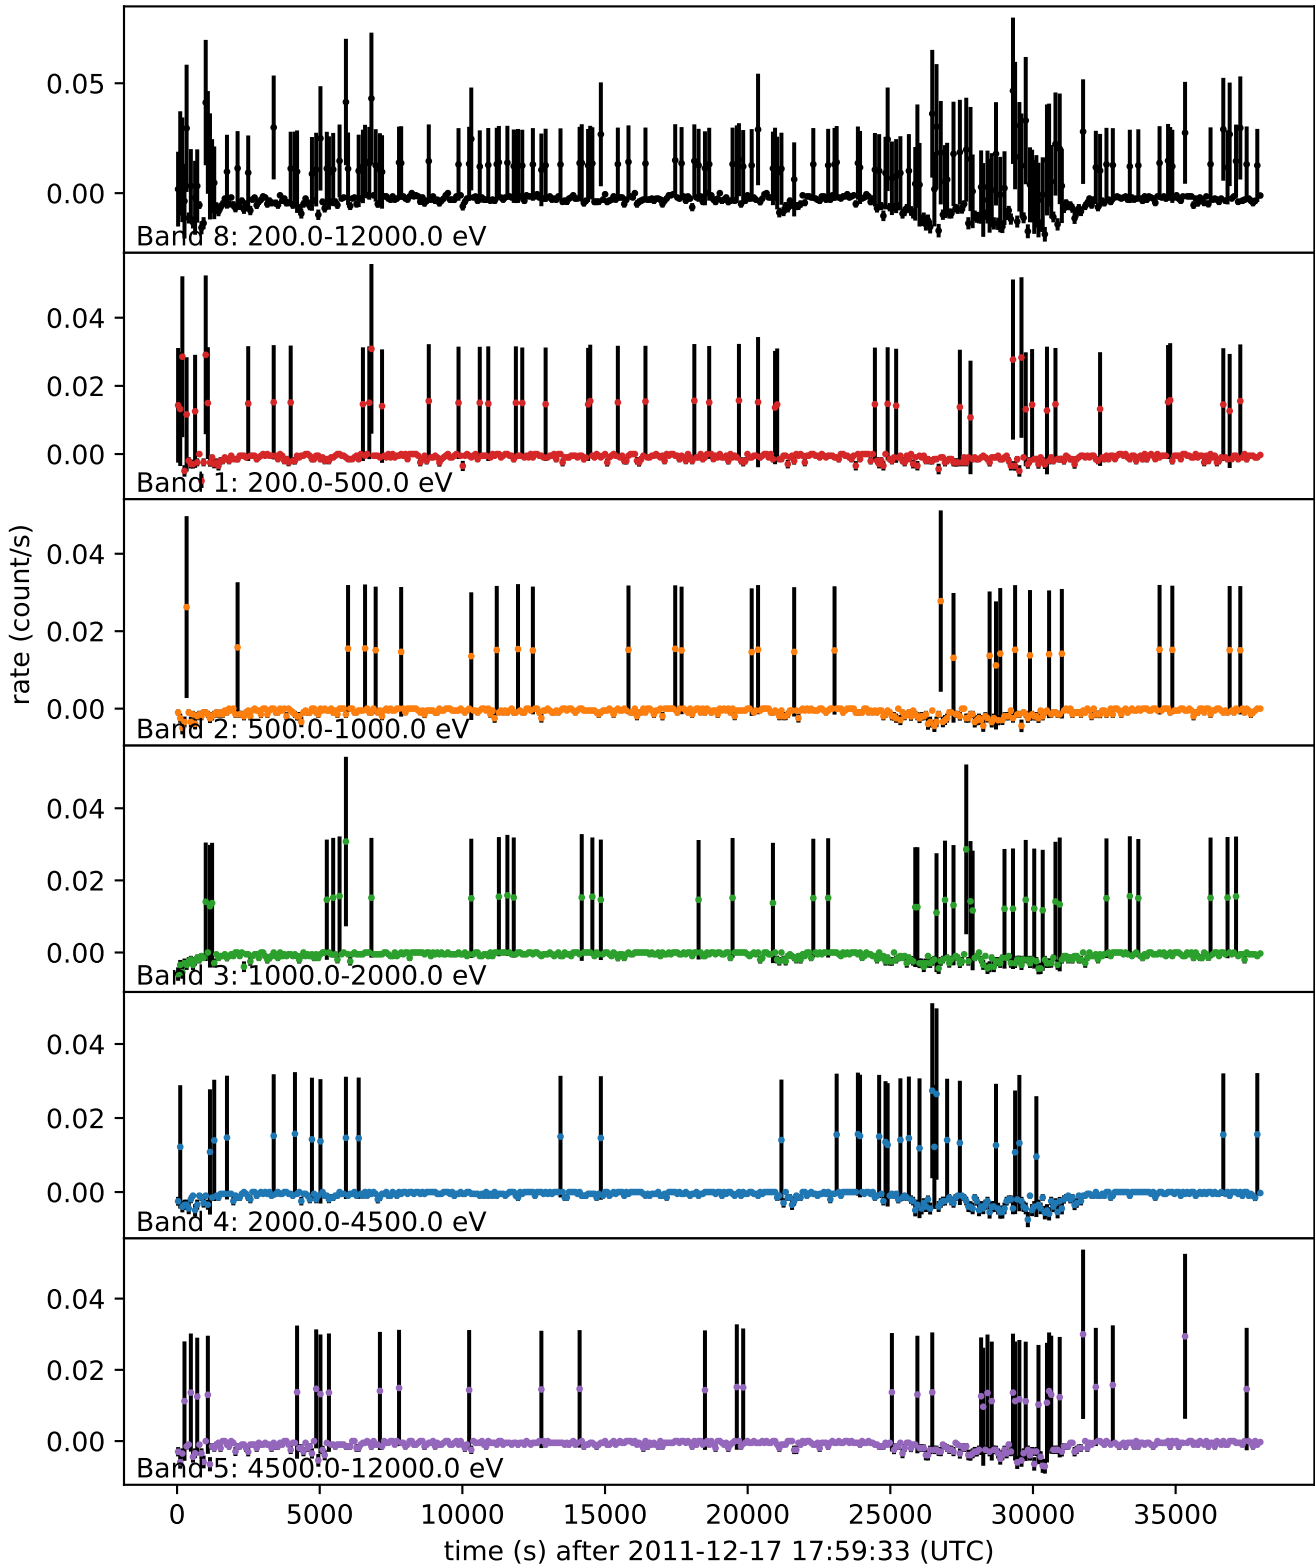 0.05
0.00
Band 8: 200.0-12000.0 eV
0.04
0.02
0.00
Band 1: 200.0-500.0 eV
rate (count/s)
0.04
0.02
0.00
Band 2: 500.0-1000.0 eV
0.04
0.02
0.00
Band 3: 1000.0-2000.0 eV
0.04
0.02
0.00
Band 4: 2000.0-4500.0 eV
0.04
0.02
0.00
Band 5: 4500.0-12000.0 eV
0 5000 10000 15000 20000 25000 30000 35000
time (s) after 2011-12-17 17:59:33 (UTC)